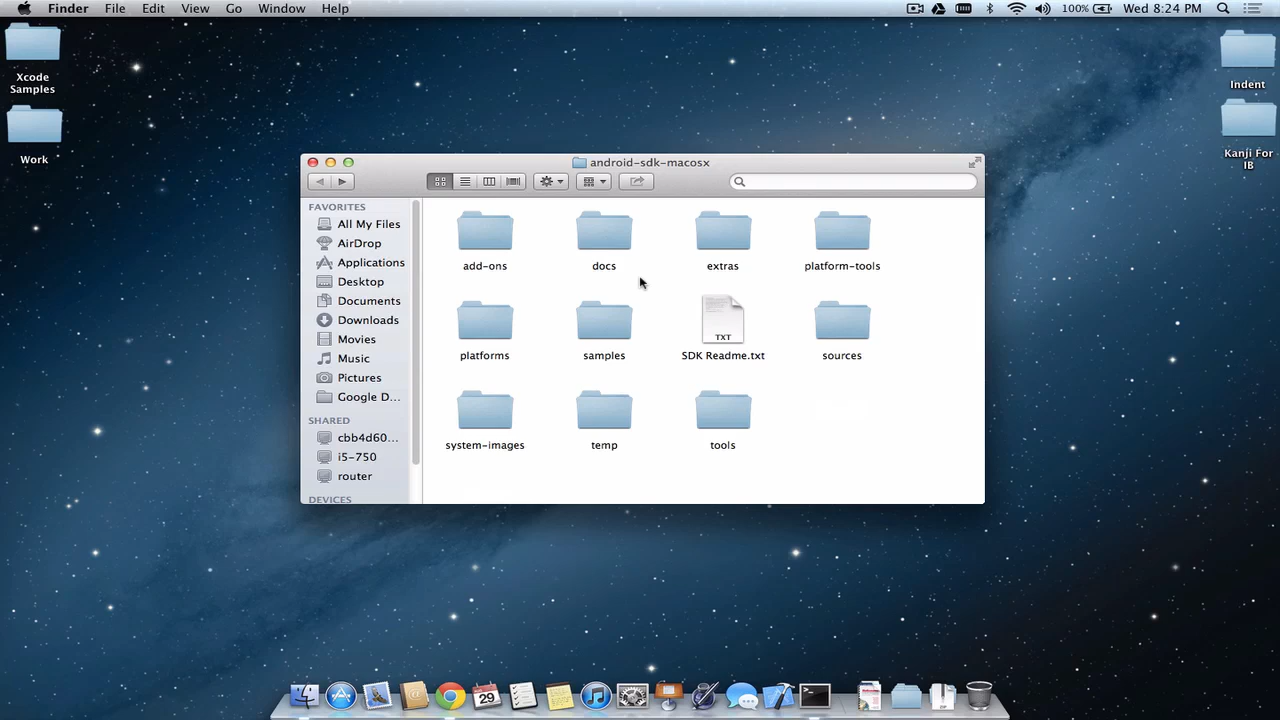 Finder File Edit View Go Window Help 100% Wed 8:24 PM
Xcode
Samples
Work
Indent
Kanji For
IB
android-sdk-macosx
FAVORITES
All My Files
AirDrop
Applications
Desktop
Documents
Downloads
Movies
Music
Pictures
Google D...
SHARED
cbb4d60...
i5-750
router
DEVICES
add-ons docs extras platform-tools
TXT
platforms samples SDK Readme.txt sources
system-images temp tools
29